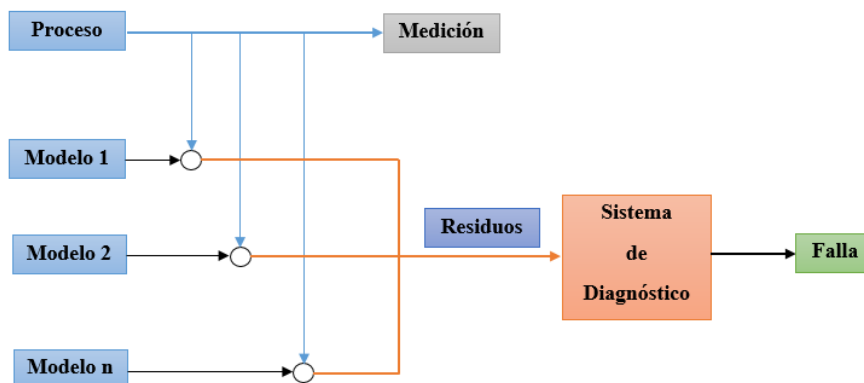 Proceso
Medición
Modelo 1
Modelo 2
Residuos
Sistema
de
Diagnóstico
Falla
Modelo n